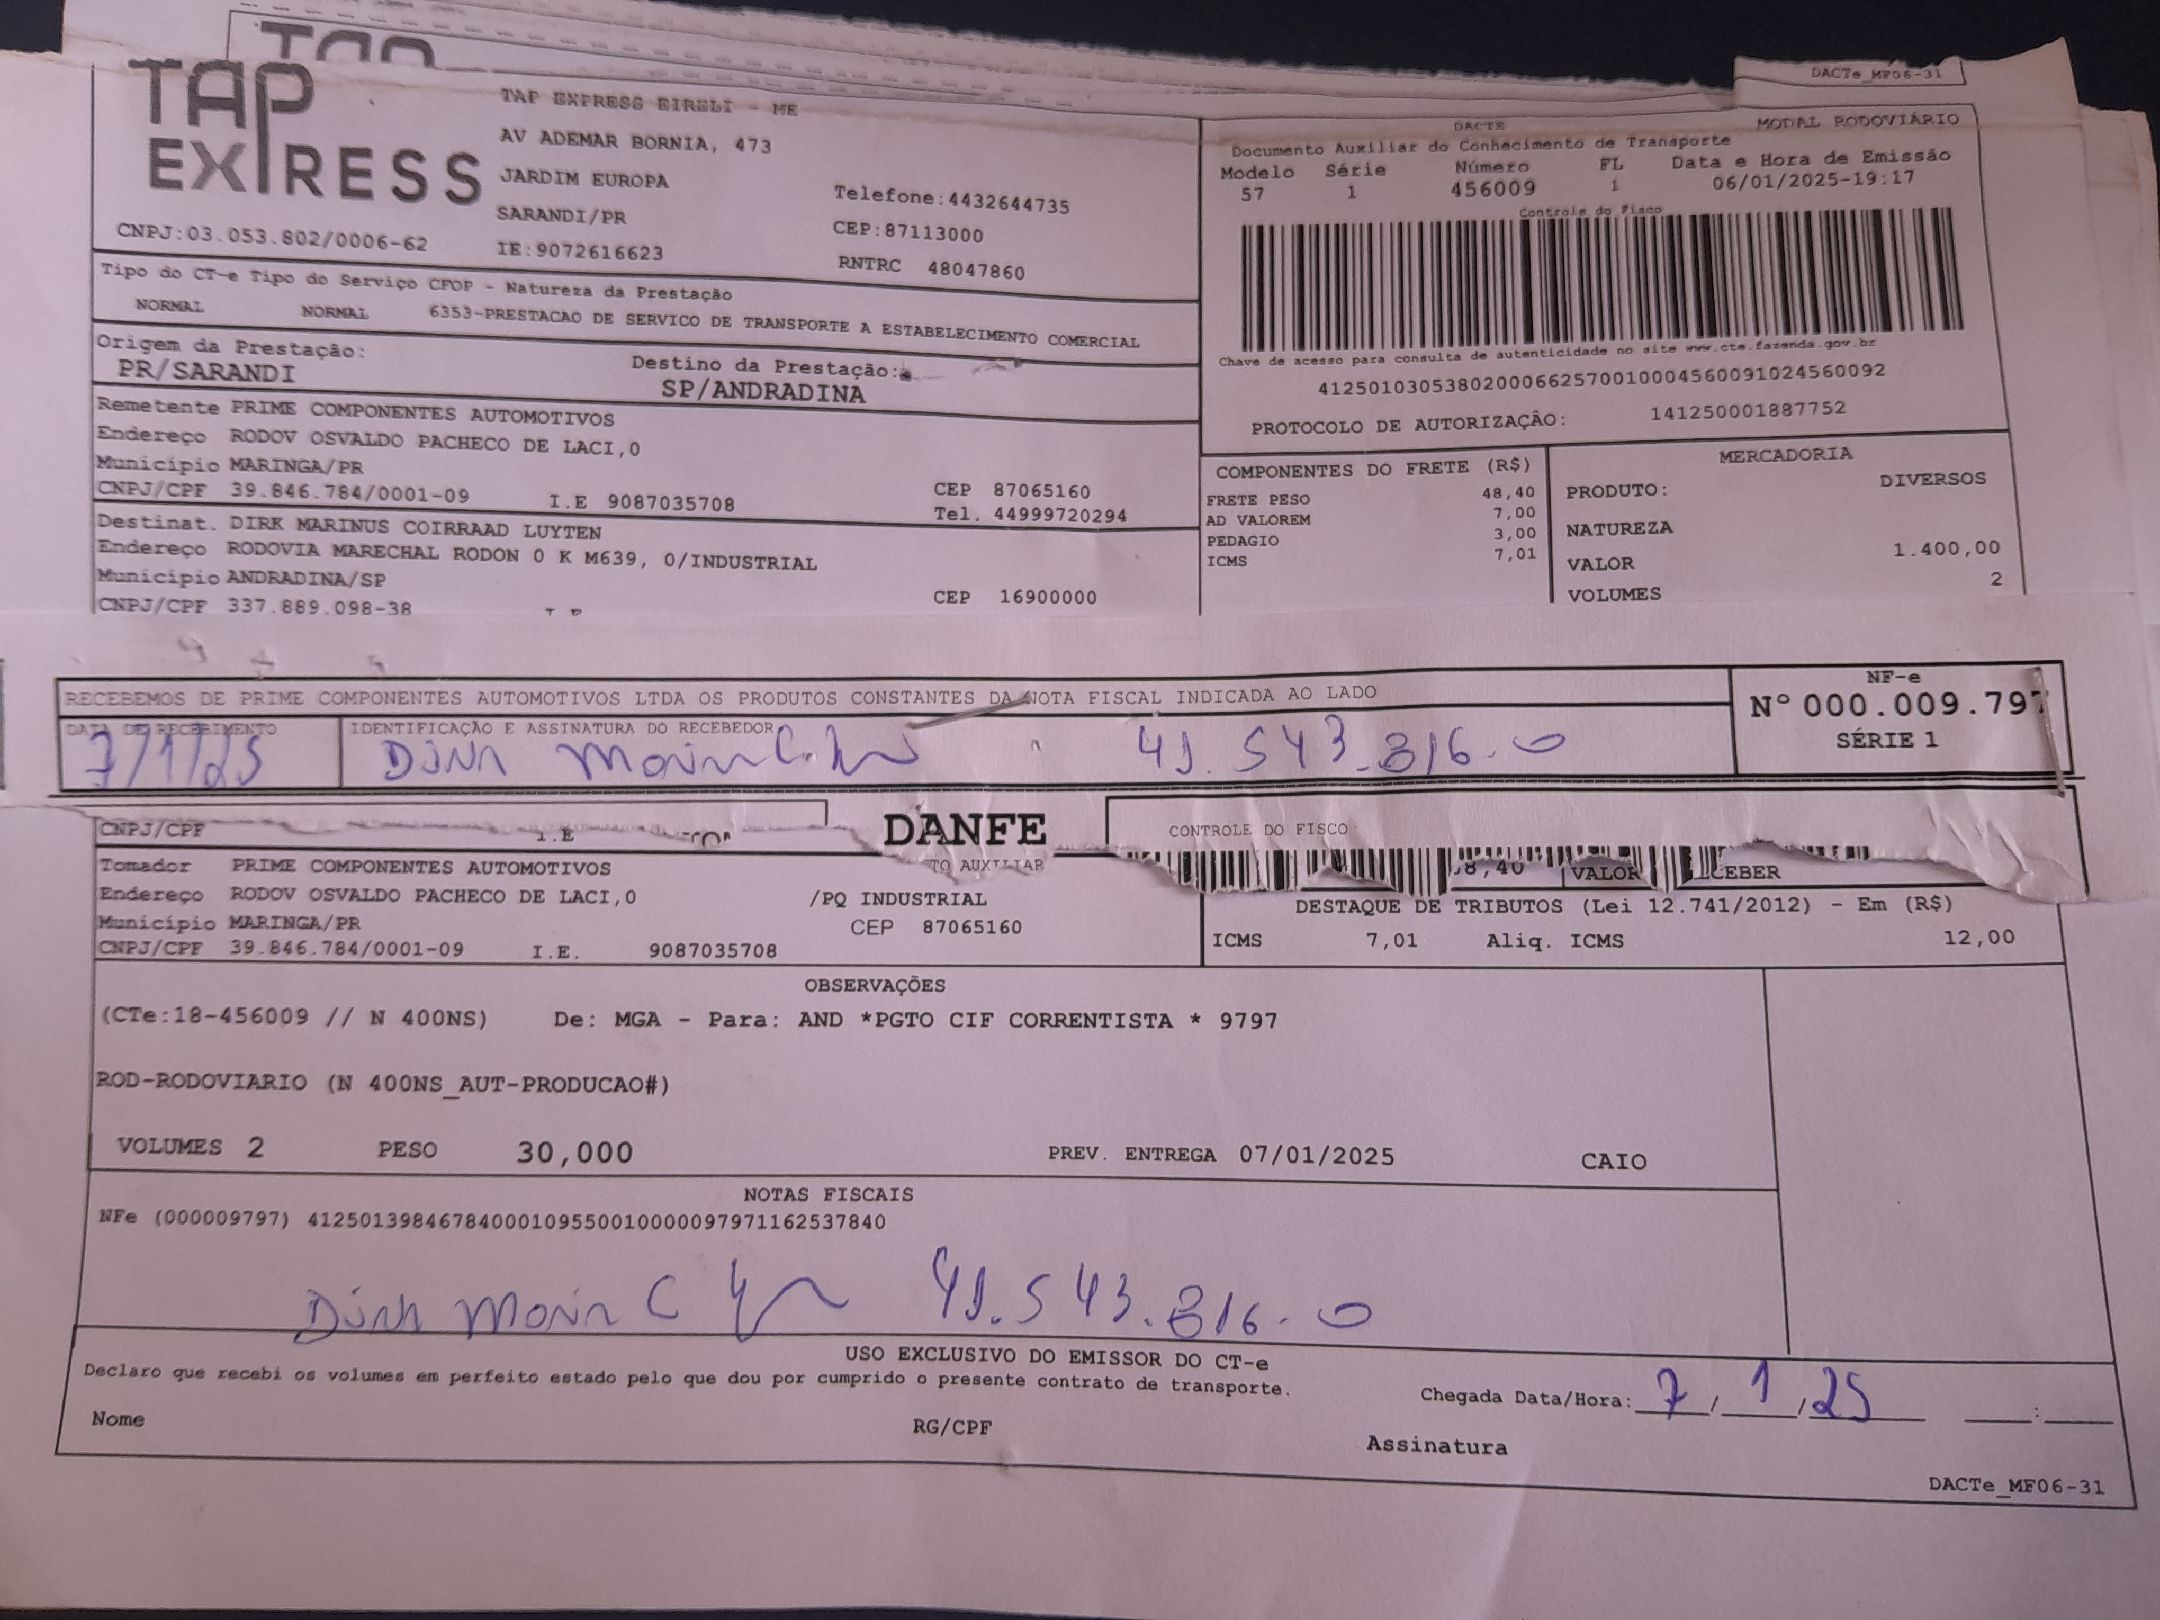 TAP EXPRESS
TAP EXPRESS EIRELI - ME
AV ADEMAR BORNIA, 473
JARDIM EUROPA
SARANDI/PR
IE:9072616623
Telefone:4432644735
CEP:87113000
RNTRC 48047860
CNPJ:03.053.802/0006-62
DACTe_MF06-31
DACTE
MODAL RODOVIÁRIO
Documento Auxiliar do Conhecimento de Transporte
Modelo Série Número FL Data e Hora de Emissão
57 1 456009 1 06/01/2025-19:17
Controle do Fisco
Chave de acesso para consulta de autenticidade no site www.cte.fazenda.gov.br
41250103053802000662570010004560091024560092
PROTOCOLO DE AUTORIZAÇÃO: 141250001887752
Tipo do CT-e Tipo do Serviço CFOP - Natureza da Prestação
NORMAL NORMAL 6353-PRESTACAO DE SERVICO DE TRANSPORTE A ESTABELECIMENTO COMERCIAL
Origem da Prestação: Destino da Prestação:
PR/SARANDI SP/ANDRADINA
Remetente PRIME COMPONENTES AUTOMOTIVOS
Endereço RODOV OSVALDO PACHECO DE LACI,0
Município MARINGA/PR
CNPJ/CPF 39.846.784/0001-09 I.E 9087035708
CEP 87065160
Tel. 44999720294
Destinat. DIRK MARINUS COIRRAAD LUYTEN
Endereço RODOVIA MARECHAL RODON 0 K M639, 0/INDUSTRIAL
Município ANDRADINA/SP
CNPJ/CPF 337.889.098-38
CEP 16900000
COMPONENTES DO FRETE (R$)
FRETE PESO 48,40
AD VALOREM 7,00
PEDAGIO 3,00
ICMS 7,01
MERCADORIA
PRODUTO: DIVERSOS
NATUREZA
VALOR 1.400,00
VOLUMES 2
RECEBEMOS DE PRIME COMPONENTES AUTOMOTIVOS LTDA OS PRODUTOS CONSTANTES DA NOTA FISCAL INDICADA AO LADO
DATA DE RECEBIMENTO
7/1/25
IDENTIFICAÇÃO E ASSINATURA DO RECEBEDOR
41.543.816-0
NF-e
Nº 000.009.797
SÉRIE 1
CNPJ/CPF I.E
DANFE
CONTROLE DO FISCO
AUXILIAR
8,40 VALOR CEBER
Tomador PRIME COMPONENTES AUTOMOTIVOS
Endereço RODOV OSVALDO PACHECO DE LACI,0 /PQ INDUSTRIAL
Município MARINGA/PR CEP 87065160
CNPJ/CPF 39.846.784/0001-09 I.E. 9087035708
DESTAQUE DE TRIBUTOS (Lei 12.741/2012) - Em (R$)
ICMS 7,01 Aliq. ICMS 12,00
OBSERVAÇÕES
(CTe:18-456009 // N 400NS) De: MGA - Para: AND *PGTO CIF CORRENTISTA * 9797
ROD-RODOVIARIO (N 400NS_AUT-PRODUCAO#)
VOLUMES 2 PESO 30,000 PREV. ENTREGA 07/01/2025 CAIO
NOTAS FISCAIS
NFe (000009797) 41250139846784000109550010000097971162537840
41.543.816-0
USO EXCLUSIVO DO EMISSOR DO CT-e
Declaro que recebi os volumes em perfeito estado pelo que dou por cumprido o presente contrato de transporte.
Chegada Data/Hora: 7/1/25 :
Nome RG/CPF Assinatura
DACTe_MF06-31